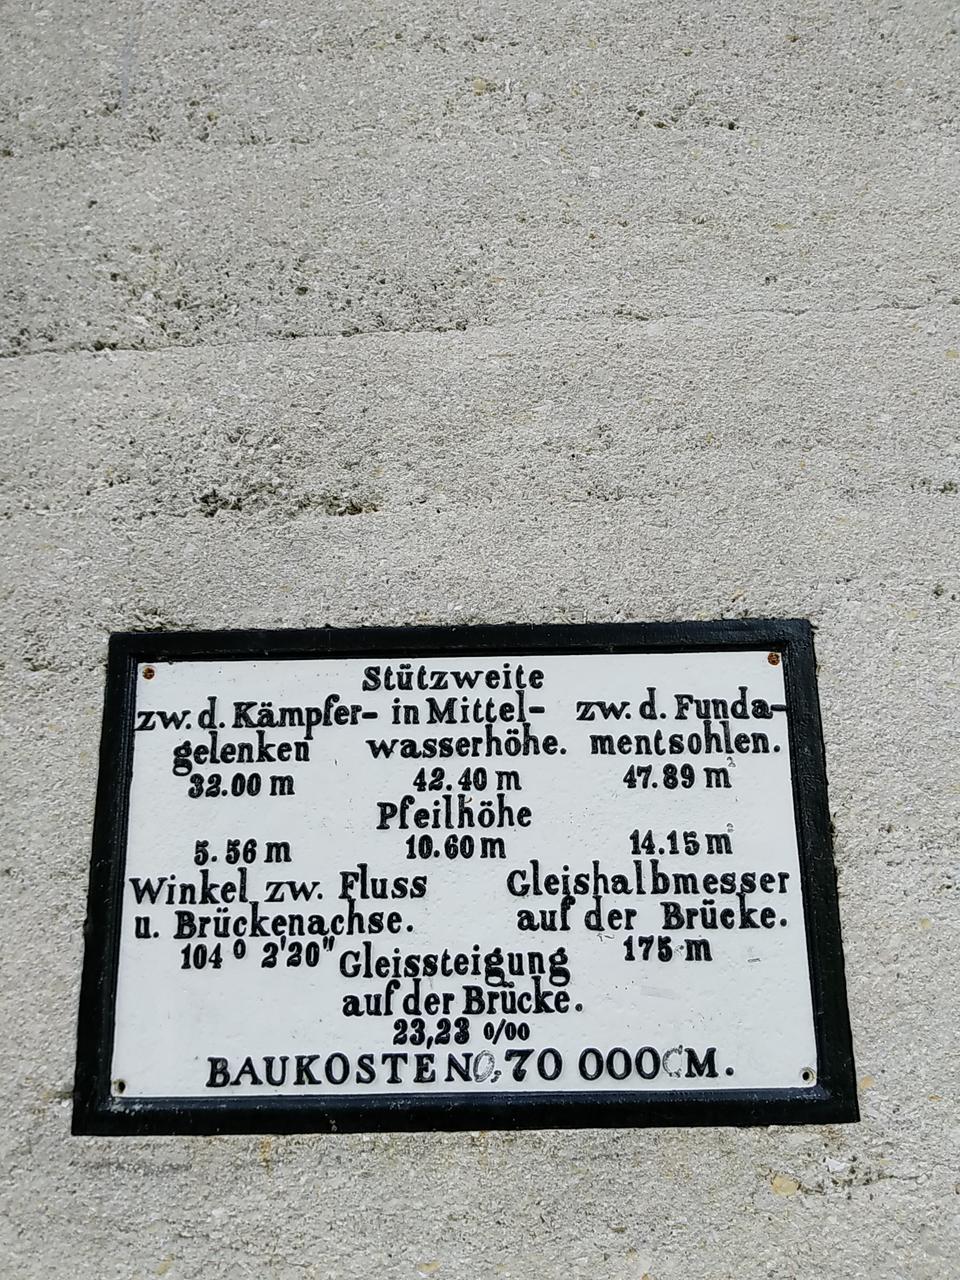 Stützweite
zw. d. Kämpfer- in Mittel- zw. d. Funda-
gelenken wasserhöhe. mentsohlen.
32.00 m 42.40 m 47.89 m
Pfeilhöhe
5.56 m 10.60 m 14.15 m
Winkel zw. Fluss Gleishalbmesser
u. Brückenachse. auf der Brücke.
104° 2'20" 175 m
Gleissteigung
auf der Brücke.
23,23 0/00
BAUKOSTEN 70 000 M.